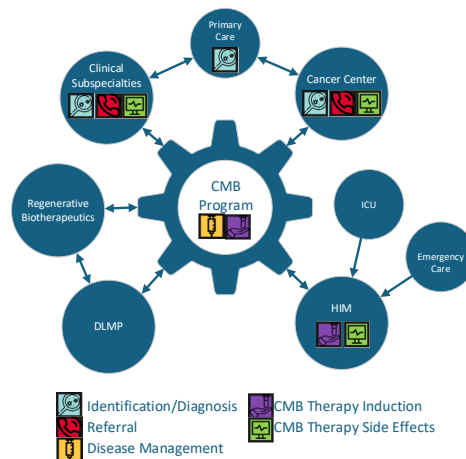 Primary
Care
Clinical
Subspecialties
Cancer Center
CMB
Program
Regenerative
Biotherapeutics
ICU
Emergency
Care
DLMP
HIM
Identification/Diagnosis
CMB Therapy Induction
Referral
CMB Therapy Side Effects
Disease Management